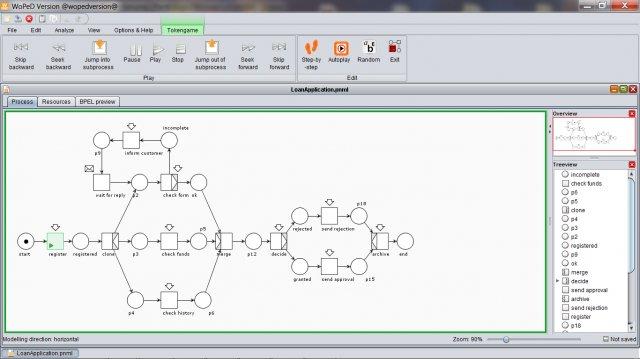 WoPeD Version @wopedversion@
File Edit Analyze View Options & Help Tokengame
Skip backward Seek backward Jump into subprocess Pause Play Stop Jump out of subprocess Seek forward Skip forward Step-by-step Autoplay Random Exit
Play Edit
LoanApplication.pnml
Process Resources BPEL preview
Overview
incomplete
p9 inform customer
wait for reply p2 check form ok
p18
rejected send rejection
p5
start register registered clone p3 check funds merge p12 decide archive end
granted send approval p15
p4 check history p6
Treeview
incomplete
check funds
p6
p5
clone
p4
p3
p2
registered
p9
ok
merge
decide
send approval
archive
send rejection
register
p18
Modelling direction: horizontal Zoom: 90% Not saved
LoanApplication.pnml